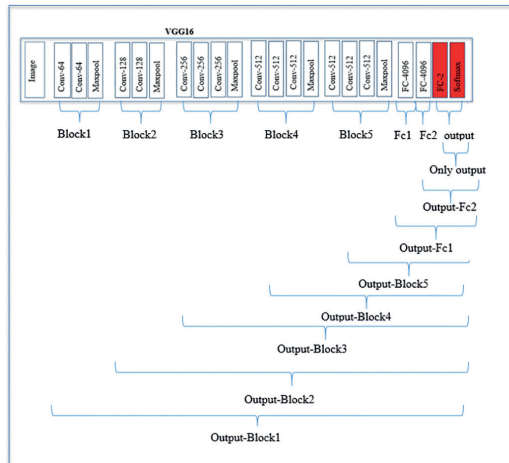 VGG16
Image
Conv-64
Conv-64
Maxpool
Conv-128
Conv-128
Maxpool
Conv-256
Conv-256
Conv-256
Maxpool
Conv-512
Conv-512
Conv-512
Maxpool
Conv-512
Conv-512
Conv-512
Maxpool
FC-4096
FC-4096
FC-2
Softmax
Block1
Block2
Block3
Block4
Block5
Fc1
Fc2
output
Only output
Output-Fc2
Output-Fc1
Output-Block5
Output-Block4
Output-Block3
Output-Block2
Output-Block1